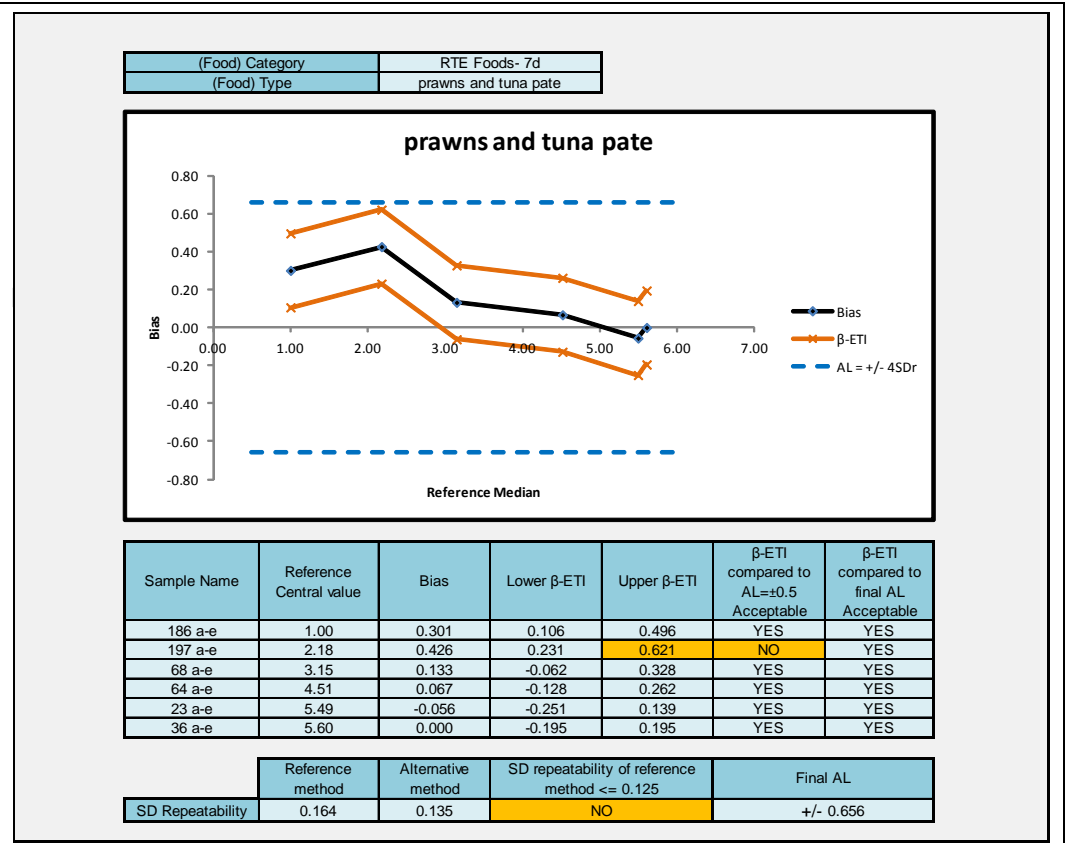 (Food) Category RTE Foods- 7d
(Food) Type prawns and tuna pate
prawns and tuna pate
0.80
0.60
0.40
0.20
0.00
-0.20
-0.40
-0.60
-0.80
0.00 1.00 2.00 3.00 4.00 5.00 6.00 7.00
Bias
Reference Median
Bias
β-ETI
AL = +/- 4SDr
Sample Name Reference Central value Bias Lower β-ETI Upper β-ETI β-ETI compared to AL=±0.5 Acceptable β-ETI compared to final AL Acceptable
186 a-e 1.00 0.301 0.106 0.496 YES YES
197 a-e 2.18 0.426 0.231 0.621 NO YES
68 a-e 3.15 0.133 -0.062 0.328 YES YES
64 a-e 4.51 0.067 -0.128 0.262 YES YES
23 a-e 5.49 -0.056 -0.251 0.139 YES YES
36 a-e 5.60 0.000 -0.195 0.195 YES YES
Reference method Alternative method SD repeatability of reference method <= 0.125 Final AL
SD Repeatability 0.164 0.135 NO +/- 0.656